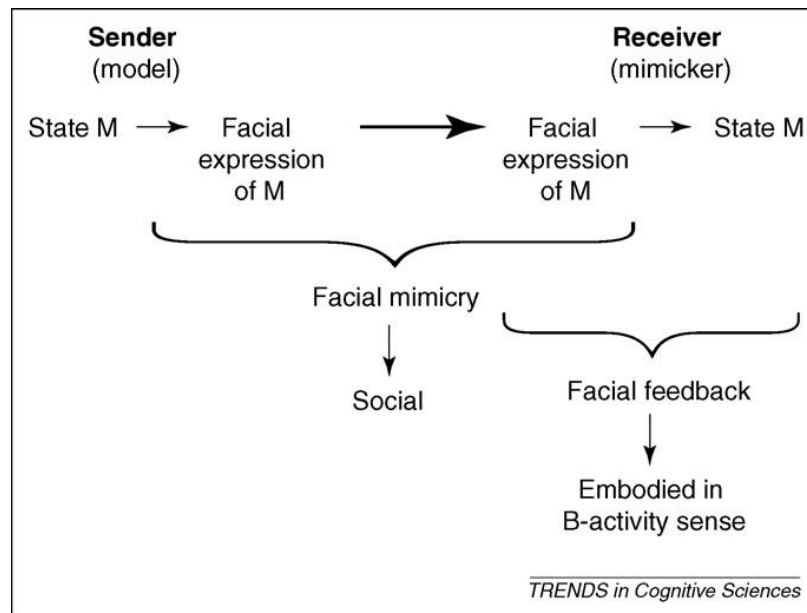 Sender
Receiver
(model)
(mimicker)
State M
Facial
expression
of M
Facial
expression
of M
State M
Facial mimicry
Social
Facial feedback
Embodied in
B-activity sense
TRENDS in Cognitive Sciences